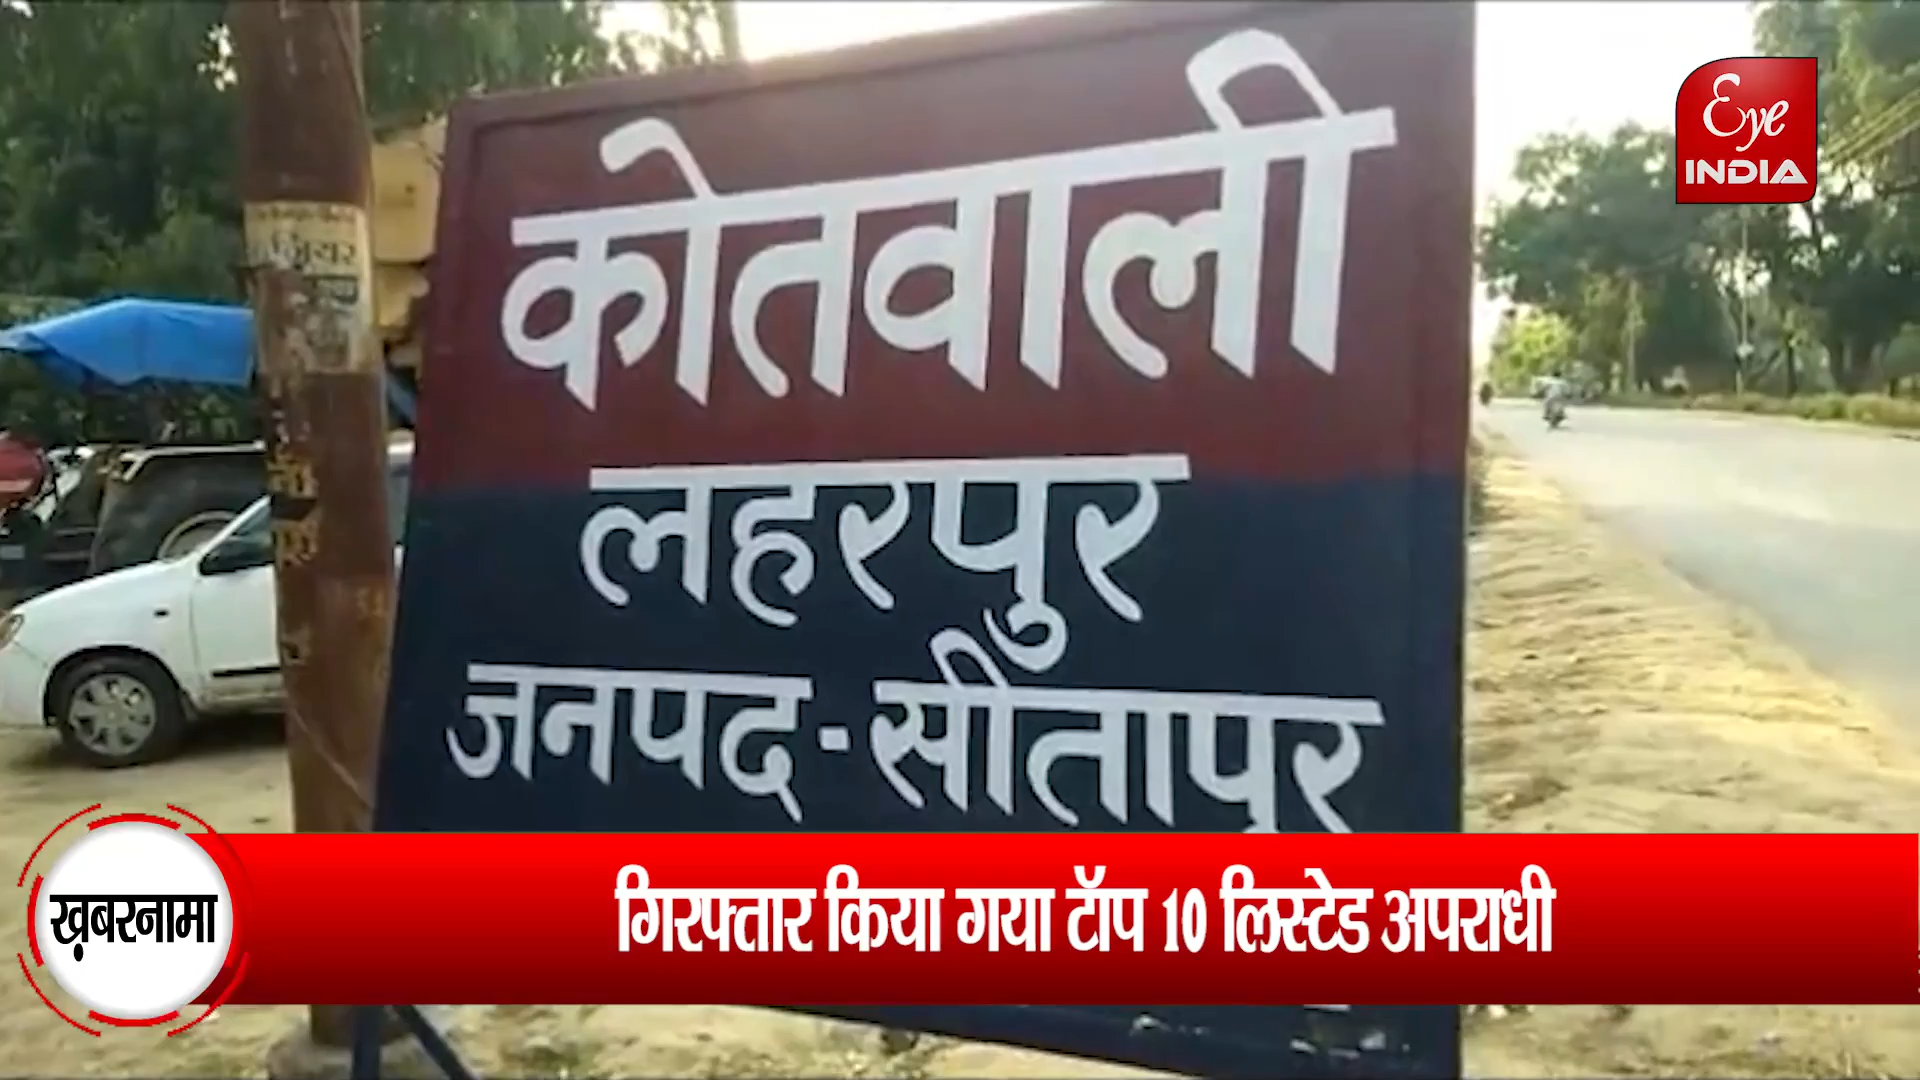 Eye
INDIA
कोतवाली
लहरपुर
जनपद-सीतापुर
ख़बरनामा
गिरफ्तार किया गया टॉप 10 लिस्टेड अपराधी